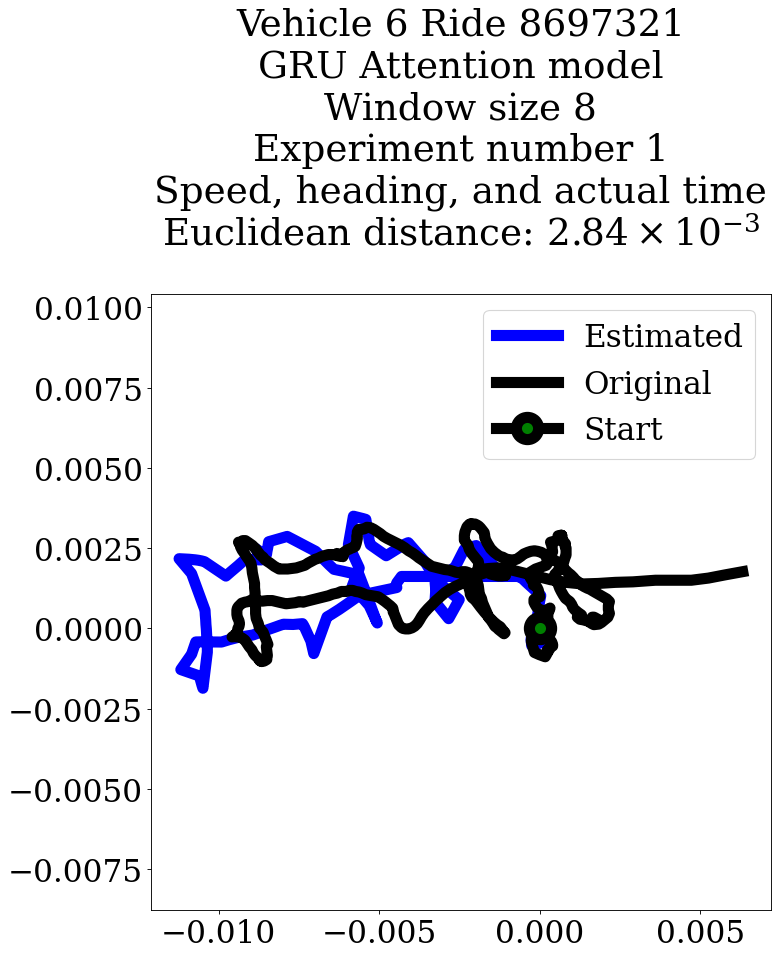 Vehicle 6 Ride 8697321
GRU Attention model
Window size 8
Experiment number 1
Speed, heading, and actual time
Euclidean distance: 2.84 × 10⁻³
0.0100
0.0075
0.0050
0.0025
0.0000
−0.0025
−0.0050
−0.0075
Estimated
Original
Start
−0.010
−0.005
0.000
0.005